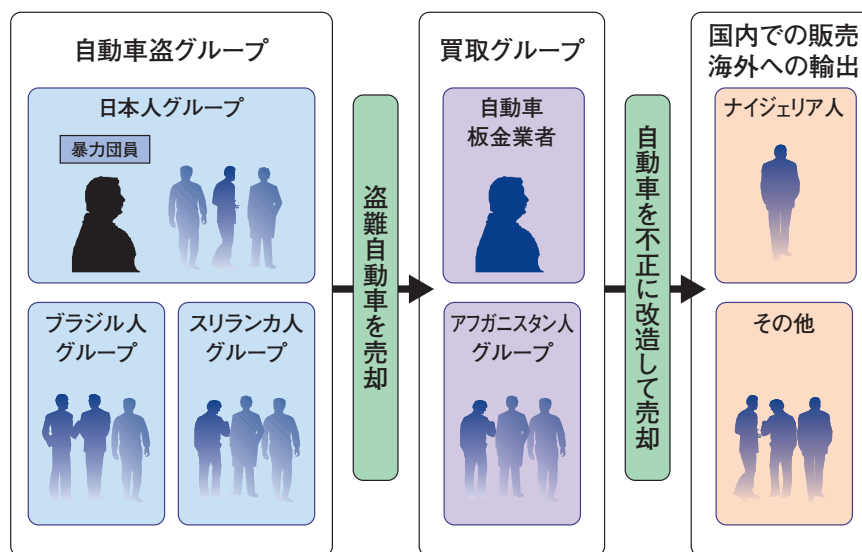 自動車盗グループ
日本人グループ
暴力団員
ブラジル人
グループ
スリランカ人
グループ
盗難自動車を売却
買取グループ
自動車
板金業者
アフガニスタン人
グループ
自動車を不正に改造して売却
国内での販売
海外への輸出
ナイジェリア人
その他